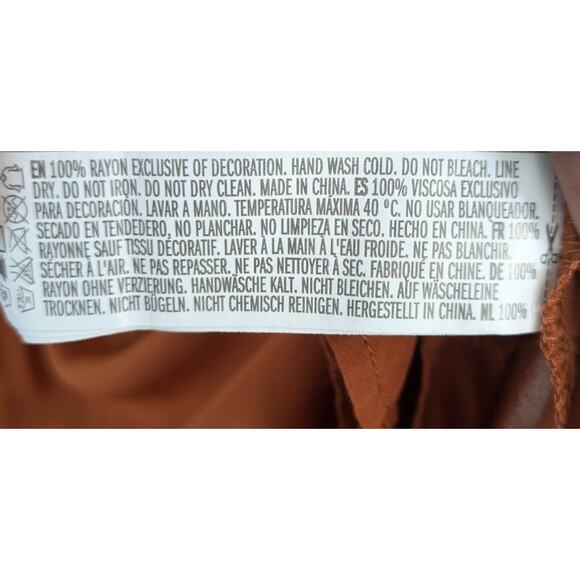 EN 100% RAYON EXCLUSIVE OF DECORATION. HAND WASH COLD. DO NOT BLEACH. LINE
DRY. DO NOT IRON. DO NOT DRY CLEAN. MADE IN CHINA. ES 100% VISCOSA EXCLUSIVO
PARA DECORACIÓN. LAVAR A MANO. TEMPERATURA MÁXIMA 40 ºC. NO USAR BLANQUEADOR.
SECADO EN TENDEDERO, NO PLANCHAR. NO LIMPIEZA EN SECO. HECHO EN CHINA. FR 100%
RAYONNE SAUF TISSU DÉCORATIF. LAVER À LA MAIN À L'EAU FROIDE. NE PAS BLANCHIR.
SÉCHER À L'AIR. NE PAS REPASSER. NE PAS NETTOYER À SEC. FABRIQUÉ EN CHINE. DE 100%
RAYON OHNE VERZIERUNG. HANDWÄSCHE KALT. NICHT BLEICHEN. AUF WÄSCHELEINE
TROCKNEN. NICHT BÜGELN. NICHT CHEMISCH REINIGEN. HERGESTELLT IN CHINA. NL 100%